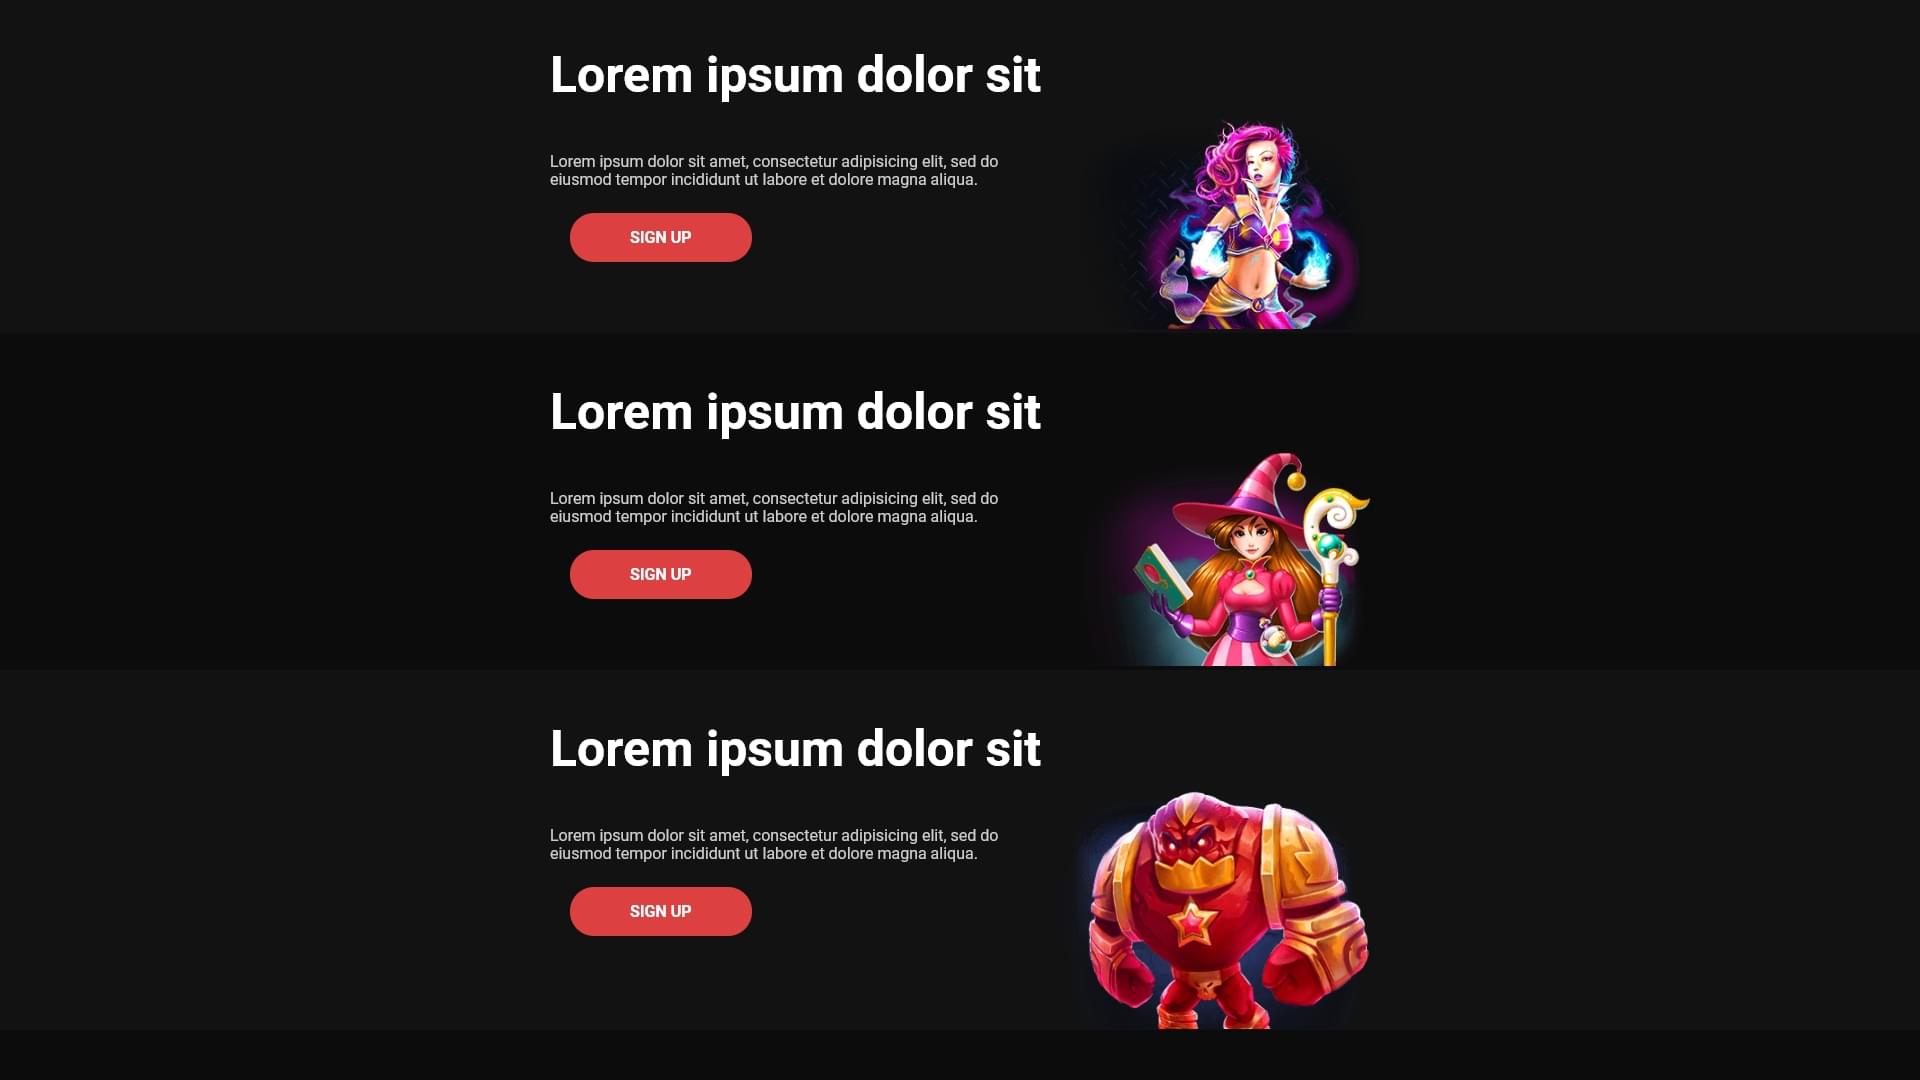 Lorem ipsum dolor sit
Lorem ipsum dolor sit amet, consectetur adipisicing elit, sed do
eiusmod tempor incididunt ut labore et dolore magna aliqua.
SIGN UP
Lorem ipsum dolor sit
Lorem ipsum dolor sit amet, consectetur adipisicing elit, sed do
eiusmod tempor incididunt ut labore et dolore magna aliqua.
SIGN UP
Lorem ipsum dolor sit
Lorem ipsum dolor sit amet, consectetur adipisicing elit, sed do
eiusmod tempor incididunt ut labore et dolore magna aliqua.
SIGN UP